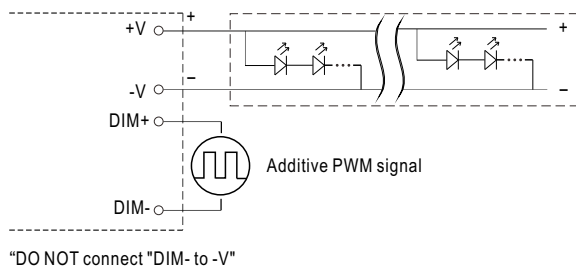 +
+V
+
−
-V
−
DIM+
Additive PWM signal
DIM-
“DO NOT connect "DIM- to -V"